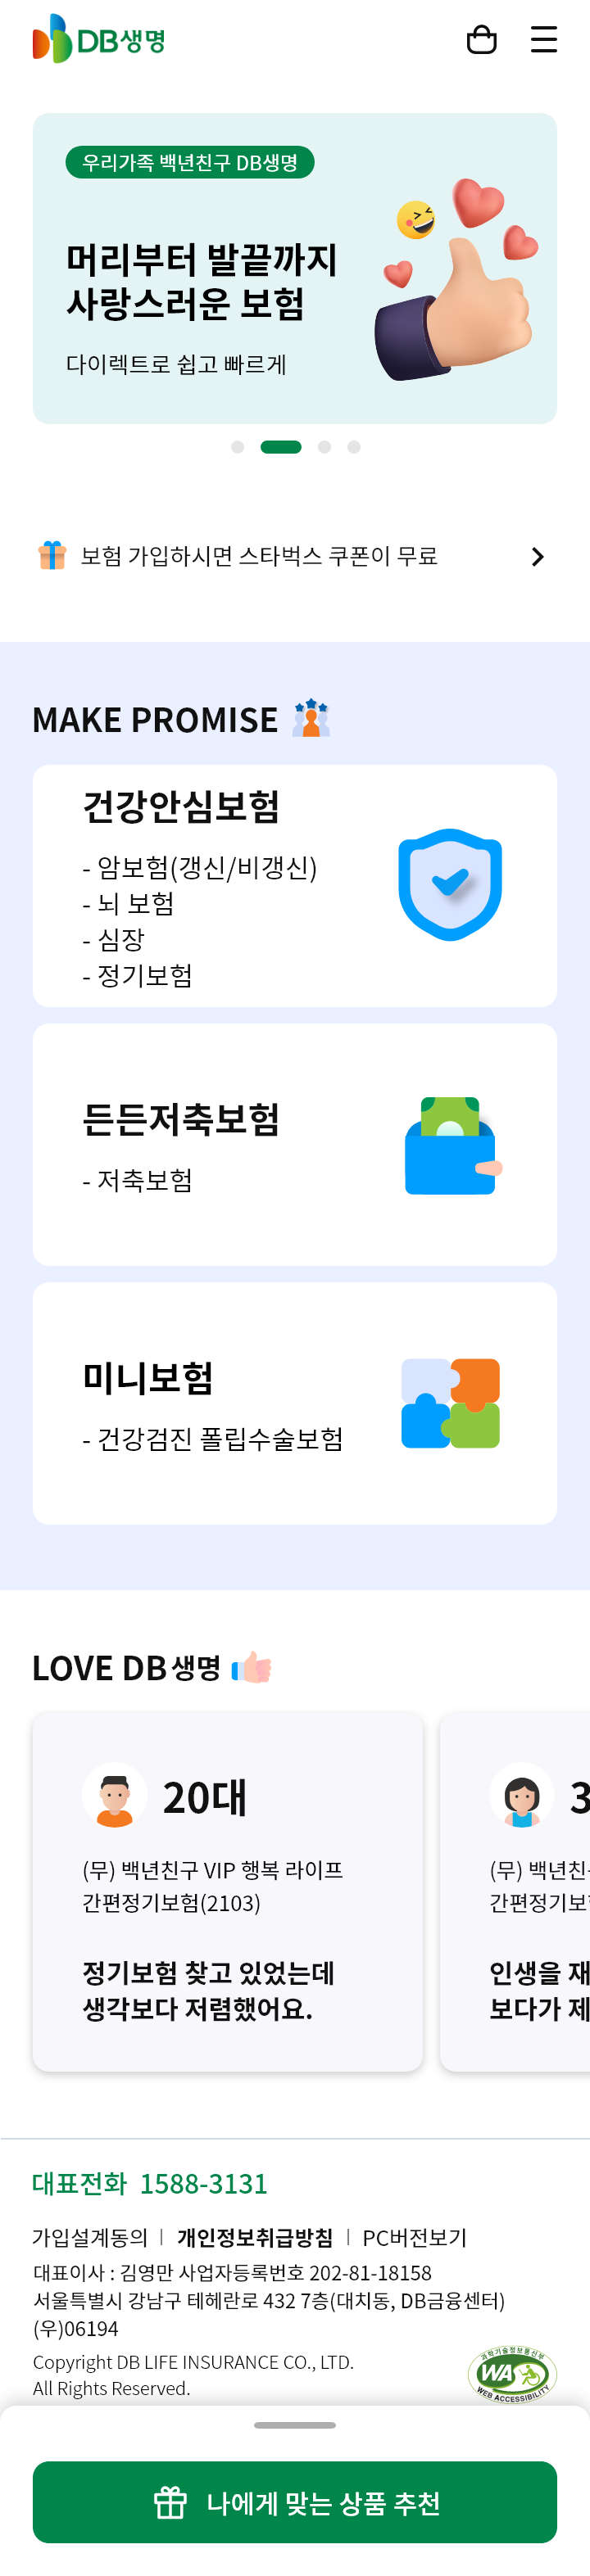 DB생명
우리가족 백년친구 DB생명
머리부터 발끝까지
사랑스러운 보험
다이렉트로 쉽고 빠르게
보험 가입하시면 스타벅스 쿠폰이 무료
MAKE PROMISE
건강안심보험
- 암보험(갱신/비갱신)
- 뇌 보험
- 심장
- 정기보험
든든저축보험
- 저축보험
미니보험
- 건강검진 폴립수술보험
LOVE DB생명
20대
(무) 백년친구 VIP 행복 라이프
간편정기보험(2103)
정기보험 찾고 있었는데
생각보다 저렴했어요.
3
(무) 백년친
간편정기보
인생을 재
보다가 제
대표전화 1588-3131
가입설계동의 | 개인정보취급방침 | PC버전보기
대표이사 : 김영만 사업자등록번호 202-81-18158
서울특별시 강남구 테헤란로 432 7층(대치동, DB금융센터)
(우)06194
Copyright DB LIFE INSURANCE CO., LTD.
All Rights Reserved.
과학기술정보통신부
WA
WEB ACCESSIBILITY
나에게 맞는 상품 추천